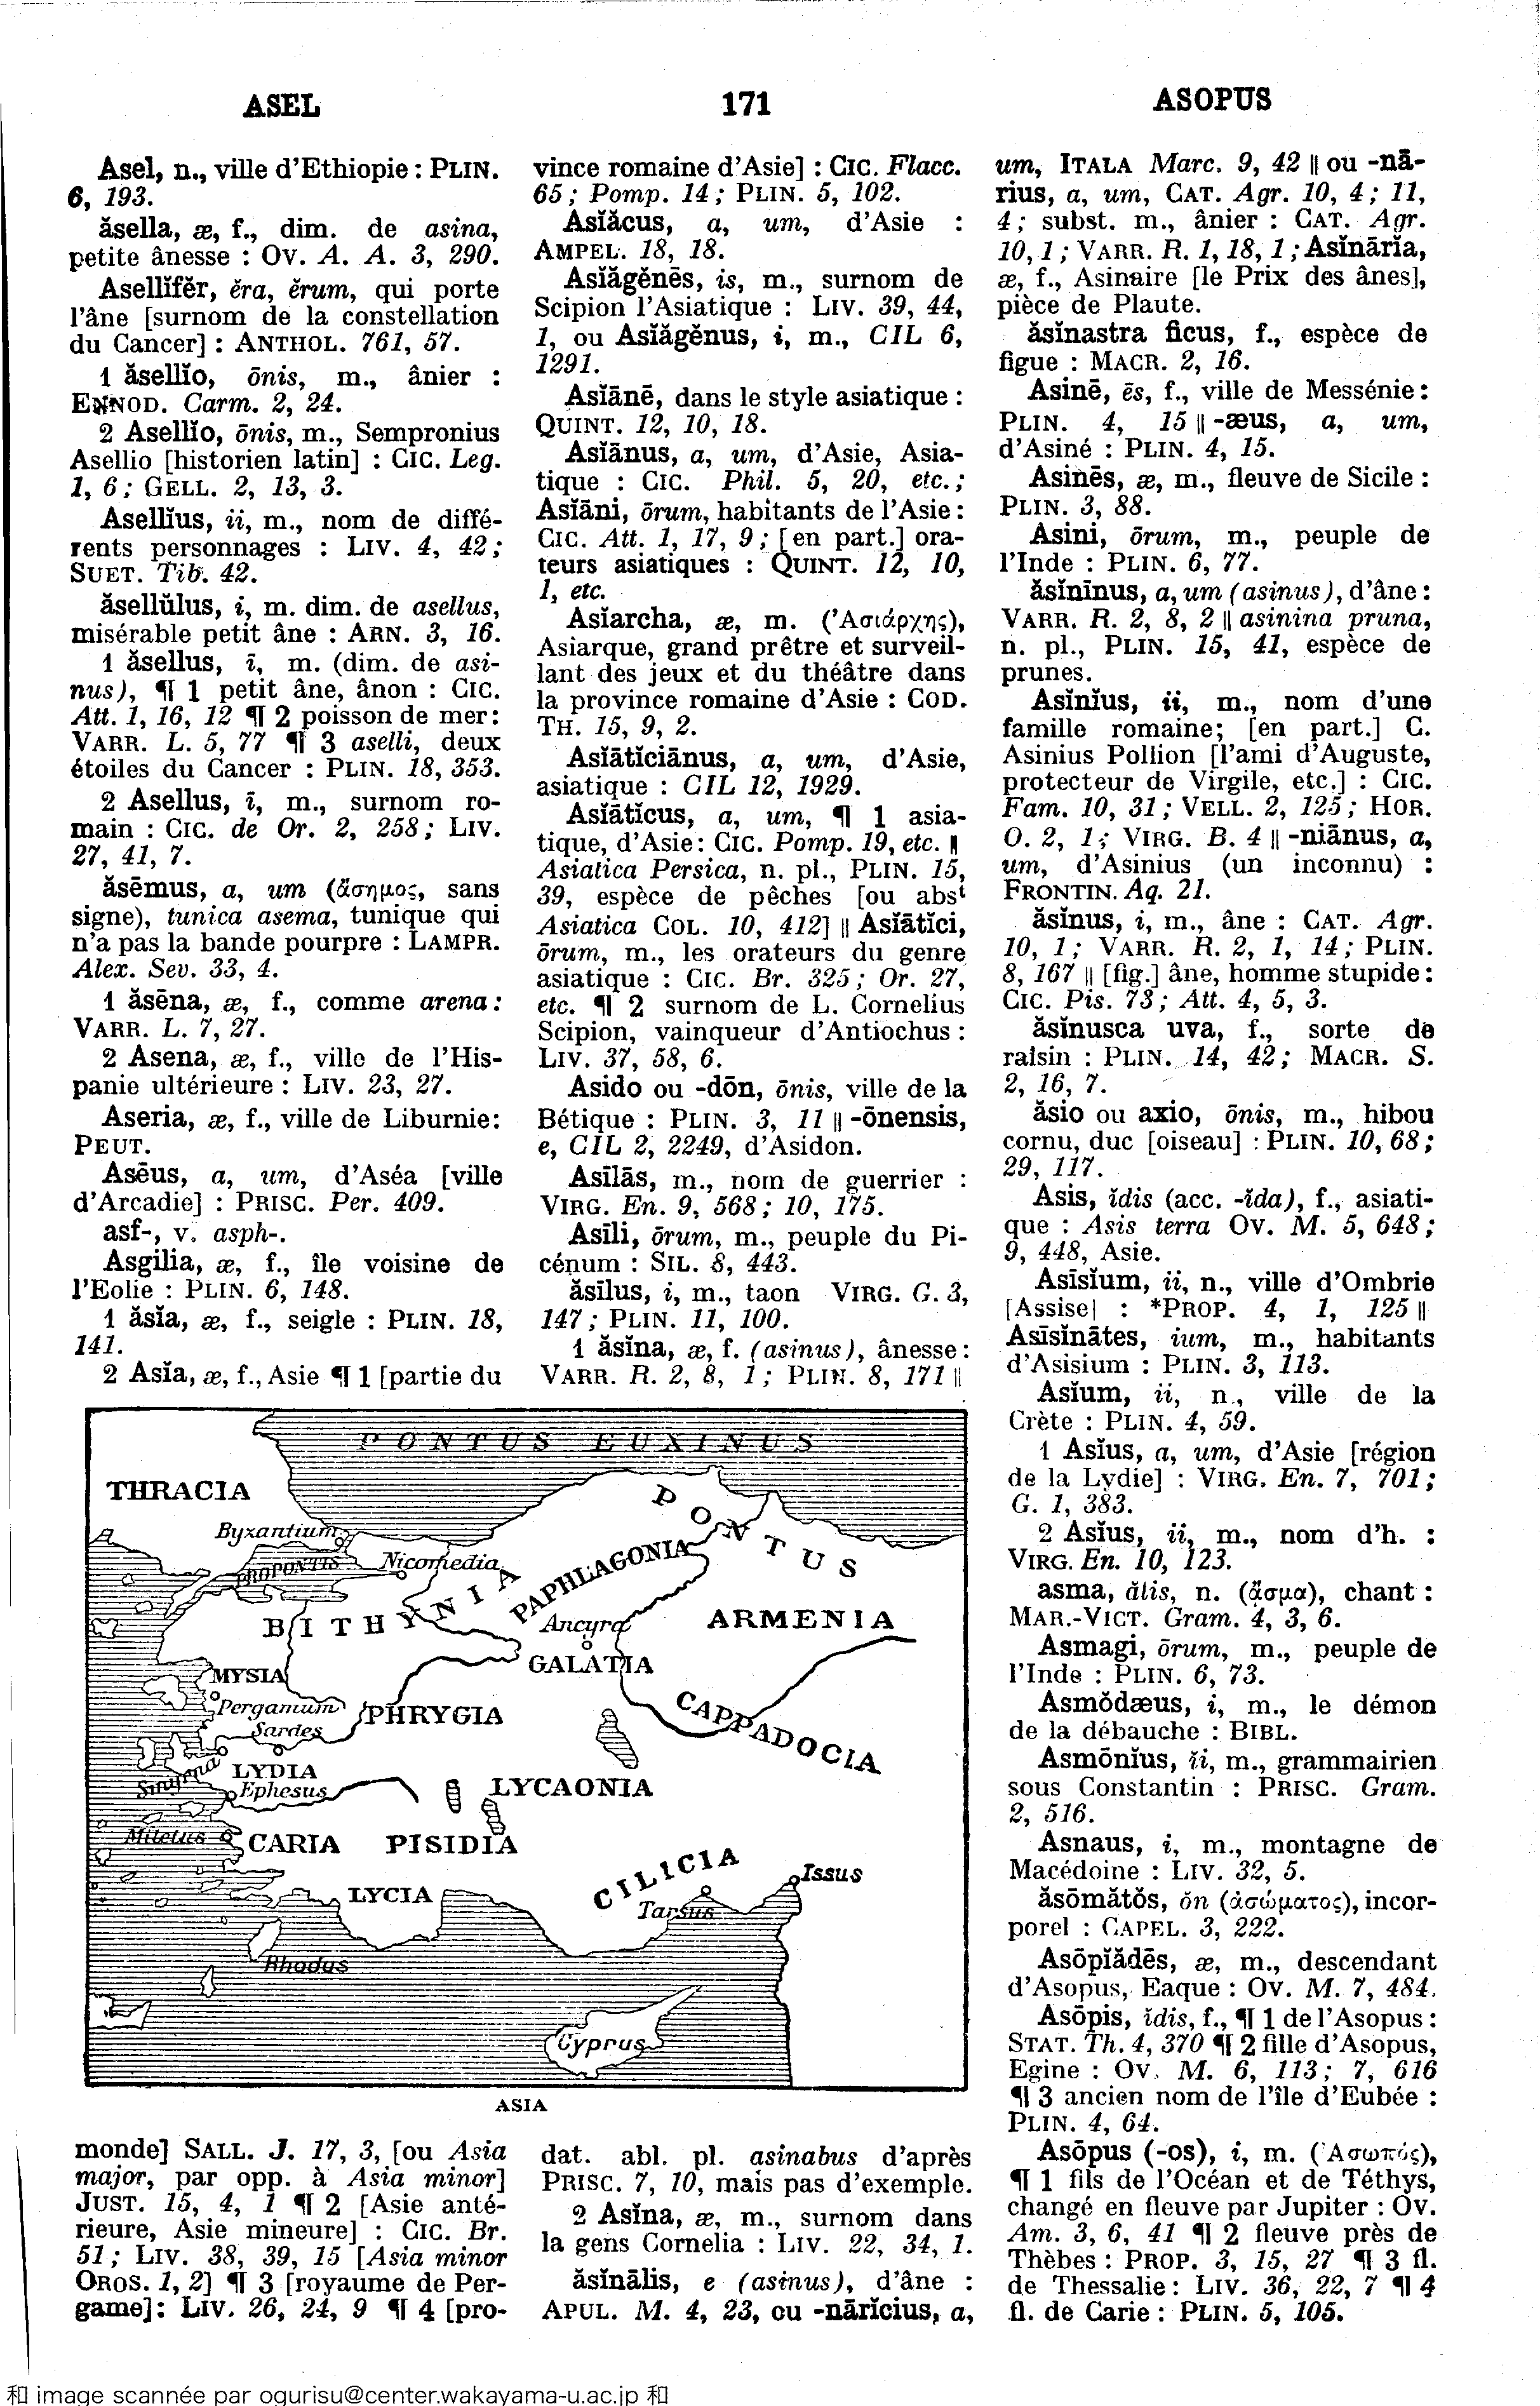 ASEL
171
ASOPUS
Asel, n., ville d'Ethiopie : PLIN.
6, 193.
ăsella, æ, f., dim. de asina,
petite ânesse : Ov. A. A. 3, 290.
Asellĭfĕr, ĕra, ĕrum, qui porte
l'âne [surnom de la constellation
du Cancer] : ANTHOL. 761, 57.
1 ăsellĭo, ōnis, m., ânier :
ENNOD. Carm. 2, 24.
2 Asellĭo, ōnis, m., Sempronius
Asellio [historien latin] : CIC. Leg.
1, 6 ; GELL. 2, 13, 3.
Asellĭus, ii, m., nom de diffé-
rents personnages : LIV. 4, 42 ;
SUET. Tib. 42.
ăsellŭlus, i, m. dim. de asellus,
misérable petit âne : ARN. 3, 16.
1 ăsellus, ī, m. (dim. de asi-
nus), ¶ 1 petit âne, ânon : CIC.
Att. 1, 16, 12 ¶ 2 poisson de mer :
VARR. L. 5, 77 ¶ 3 aselli, deux
étoiles du Cancer : PLIN. 18, 353.
2 Asellus, ī, m., surnom ro-
main : CIC. de Or. 2, 258 ; LIV.
27, 41, 7.
ăsēmus, a, um (ἄσημος, sans
signe), tunica asema, tunique qui
n'a pas la bande pourpre : LAMPR.
Alex. Sev. 33, 4.
1 ăsēna, æ, f., comme arena :
VARR. L. 7, 27.
2 Asena, æ, f., ville de l'His-
panie ultérieure : LIV. 23, 27.
Aseria, æ, f., ville de Liburnie :
PEUT.
Asēus, a, um, d'Aséa [ville
d'Arcadie] : PRISC. Per. 409.
asf-, v. asph-.
Asgilia, æ, f., île voisine de
l'Eolie : PLIN. 6, 148.
1 ăsĭa, æ, f., seigle : PLIN. 18,
141.
2 Asĭa, æ, f., Asie ¶ 1 [partie du
monde] SALL. J. 17, 3, [ou Asia
major, par opp. à Asia minor]
JUST. 15, 4, 1 ¶ 2 [Asie anté-
rieure, Asie mineure] : CIC. Br.
51 ; LIV. 38, 39, 15 [Asia minor
OROS. 1, 2] ¶ 3 [royaume de Per-
game] : LIV. 26, 24, 9 ¶ 4 [pro-
vince romaine d'Asie] : CIC. Flacc.
65 ; Pomp. 14 ; PLIN. 5, 102.
Asĭăcus, a, um, d'Asie :
AMPEL. 18, 18.
Asĭăgĕnēs, is, m., surnom de
Scipion l'Asiatique : LIV. 39, 44,
1, ou Asĭăgĕnus, i, m., CIL 6,
1291.
Asĭānē, dans le style asiatique :
QUINT. 12, 10, 18.
Asĭānus, a, um, d'Asie, Asia-
tique : CIC. Phil. 5, 20, etc. ;
Asĭāni, ōrum, habitants de l'Asie :
CIC. Att. 1, 17, 9 ; [en part.] ora-
teurs asiatiques : QUINT. 12, 10,
1, etc.
Asĭarcha, æ, m. (Ἀσιάρχης),
Asiarque, grand prêtre et surveil-
lant des jeux et du théâtre dans
la province romaine d'Asie : COD.
TH. 15, 9, 2.
Asĭātĭciānus, a, um, d'Asie,
asiatique : CIL 12, 1929.
Asĭātĭcus, a, um, ¶ 1 asia-
tique, d'Asie : CIC. Pomp. 19, etc. ||
Asiatica Persica, n. pl., PLIN. 15,
39, espèce de pêches [ou absᵗ
Asiatica COL. 10, 412] || Asĭātĭci,
ōrum, m., les orateurs du genre
asiatique : CIC. Br. 325 ; Or. 27,
etc. ¶ 2 surnom de L. Cornelius
Scipion, vainqueur d'Antiochus :
LIV. 37, 58, 6.
Asido ou -dōn, ōnis, ville de la
Bétique : PLIN. 3, 11 || -ōnensis,
e, CIL 2, 2249, d'Asidon.
Asīlās, m., nom de guerrier :
VIRG. En. 9, 568 ; 10, 175.
Asīli, ōrum, m., peuple du Pi-
cénum : SIL. 8, 443.
ăsīlus, i, m., taon VIRG. G. 3,
147 ; PLIN. 11, 100.
1 ăsĭna, æ, f. (asinus), ânesse :
VARR. R. 2, 8, 1 ; PLIN. 8, 171 ||
PONTUS EUXINUS
THRACIA
Byzantium
PROPONTIS
Nicomedia
BITHYNIA
PAPHLAGONIA
PONTUS
Ancyra
ARMENIA
GALATIA
MYSIA
Pergamum
PHRYGIA
Sardes
CAPPADOCIA
LYDIA
Smyrna
Ephesus
LYCAONIA
Miletus
CARIA
PISIDIA
CILICIA
Issus
LYCIA
Tarsus
Rhodus
Cyprus
ASIA
dat. abl. pl. asinabus d'après
PRISC. 7, 10, mais pas d'exemple.
2 Asĭna, æ, m., surnom dans
la gens Cornelia : LIV. 22, 34, 1.
ăsĭnālis, e (asinus), d'âne :
APUL. M. 4, 23, ou -nārĭcius, a,
um, ITALA Marc. 9, 42 || ou -nā-
rius, a, um, CAT. Agr. 10, 4 ; 11,
4 ; subst. m., ânier : CAT. Agr.
10, 1 ; VARR. R. 1, 18, 1 ; Asĭnārĭa,
æ, f., Asinaire [le Prix des ânes],
pièce de Plaute.
ăsĭnastra ficus, f., espèce de
figue : MACR. 2, 16.
Asinē, ēs, f., ville de Messénie :
PLIN. 4, 15 || -æus, a, um,
d'Asiné : PLIN. 4, 15.
Asinēs, æ, m., fleuve de Sicile :
PLIN. 3, 88.
Asini, ōrum, m., peuple de
l'Inde : PLIN. 6, 77.
ăsĭnīnus, a, um (asinus), d'âne :
VARR. R. 2, 8, 2 || asinina pruna,
n. pl., PLIN. 15, 41, espèce de
prunes.
Asĭnĭus, ii, m., nom d'une
famille romaine ; [en part.] C.
Asinius Pollion [l'ami d'Auguste,
protecteur de Virgile, etc.] : CIC.
Fam. 10, 31 ; VELL. 2, 125 ; HOR.
O. 2, 1 ; VIRG. B. 4 || -niānus, a,
um, d'Asinius (un inconnu) :
FRONTIN. Aq. 21.
ăsĭnus, i, m., âne : CAT. Agr.
10, 1 ; VARR. R. 2, 1, 14 ; PLIN.
8, 167 || [fig.] âne, homme stupide :
CIC. Pis. 73 ; Att. 4, 5, 3.
ăsĭnusca uva, f., sorte de
raisin : PLIN. 14, 42 ; MACR. S.
2, 16, 7.
ăsio ou axio, ōnis, m., hibou
cornu, duc [oiseau] : PLIN. 10, 68 ;
29, 117.
Asis, ĭdis (acc. -ĭda), f., asiati-
que : Asis terra Ov. M. 5, 648 ;
9, 448, Asie.
Asīsĭum, ii, n., ville d'Ombrie
[Assise] : *PROP. 4, 1, 125 ||
Asīsĭnātes, ium, m., habitants
d'Asisium : PLIN. 3, 113.
Asĭum, ii, n., ville de la
Crète : PLIN. 4, 59.
1 Asĭus, a, um, d'Asie [région
de la Lydie] : VIRG. En. 7, 701 ;
G. 1, 383.
2 Asĭus, ii, m., nom d'h. :
VIRG. En. 10, 123.
asma, ătis, n. (ᾆσμα), chant :
MAR.-VICT. Gram. 4, 3, 6.
Asmagi, ōrum, m., peuple de
l'Inde : PLIN. 6, 73.
Asmŏdæus, i, m., le démon
de la débauche : BIBL.
Asmōnĭus, ĭi, m., grammairien
sous Constantin : PRISC. Gram.
2, 516.
Asnaus, i, m., montagne de
Macédoine : LIV. 32, 5.
ăsōmătŏs, ŏn (ἀσώματος), incor-
porel : CAPEL. 3, 222.
Asōpĭădēs, æ, m., descendant
d'Asopus, Eaque : Ov. M. 7, 484.
Asōpis, ĭdis, f., ¶ 1 de l'Asopus :
STAT. Th. 4, 370 ¶ 2 fille d'Asopus,
Egine : Ov. M. 6, 113 ; 7, 616
¶ 3 ancien nom de l'île d'Eubée :
PLIN. 4, 64.
Asōpus (-os), i, m. (Ἀσωπός),
¶ 1 fils de l'Océan et de Téthys,
changé en fleuve par Jupiter : Ov.
Am. 3, 6, 41 ¶ 2 fleuve près de
Thèbes : PROP. 3, 15, 27 ¶ 3 fl.
de Thessalie : LIV. 36, 22, 7 ¶ 4
fl. de Carie : PLIN. 5, 105.
和 image scannée par ogurisu@center.wakayama-u.ac.jp 和